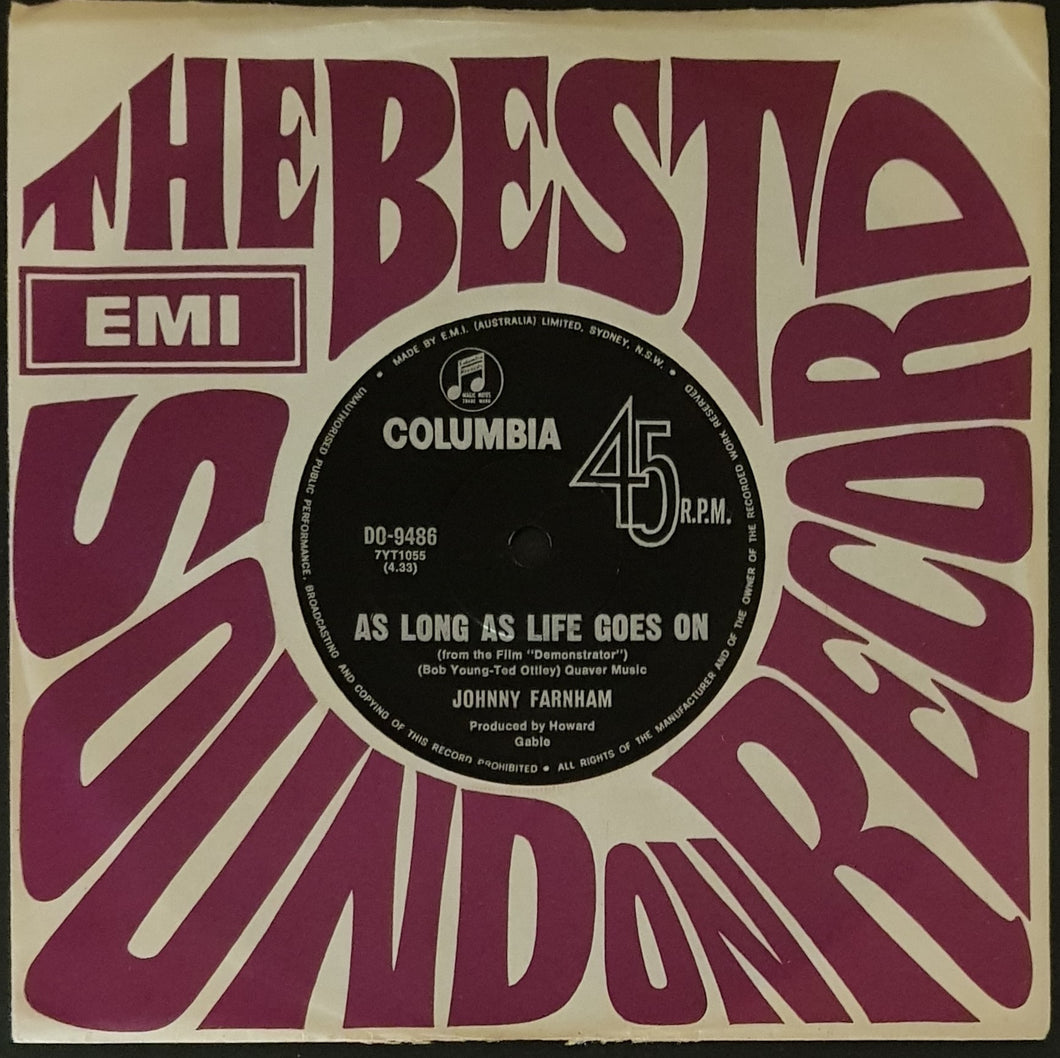 THE BEST
SOUND ON RECORD
EMI
MADE BY E.M.I. (AUSTRALIA) LIMITED, SYDNEY, N.S.W. • ALL RIGHTS OF THE MANUFACTURER AND OF THE OWNER OF THE RECORDED WORK RESERVED • UNAUTHORISED PUBLIC PERFORMANCE, BROADCASTING AND COPYING OF THIS RECORD PROHIBITED •
MAGIC NOTES
TRADE MARK
COLUMBIA
45 R.P.M.
DO-9486
7YT1055
(4.33)
AS LONG AS LIFE GOES ON
(from the Film "Demonstrator")
(Bob Young-Ted Ottley) Quaver Music
JOHNNY FARNHAM
Produced by Howard
Gable